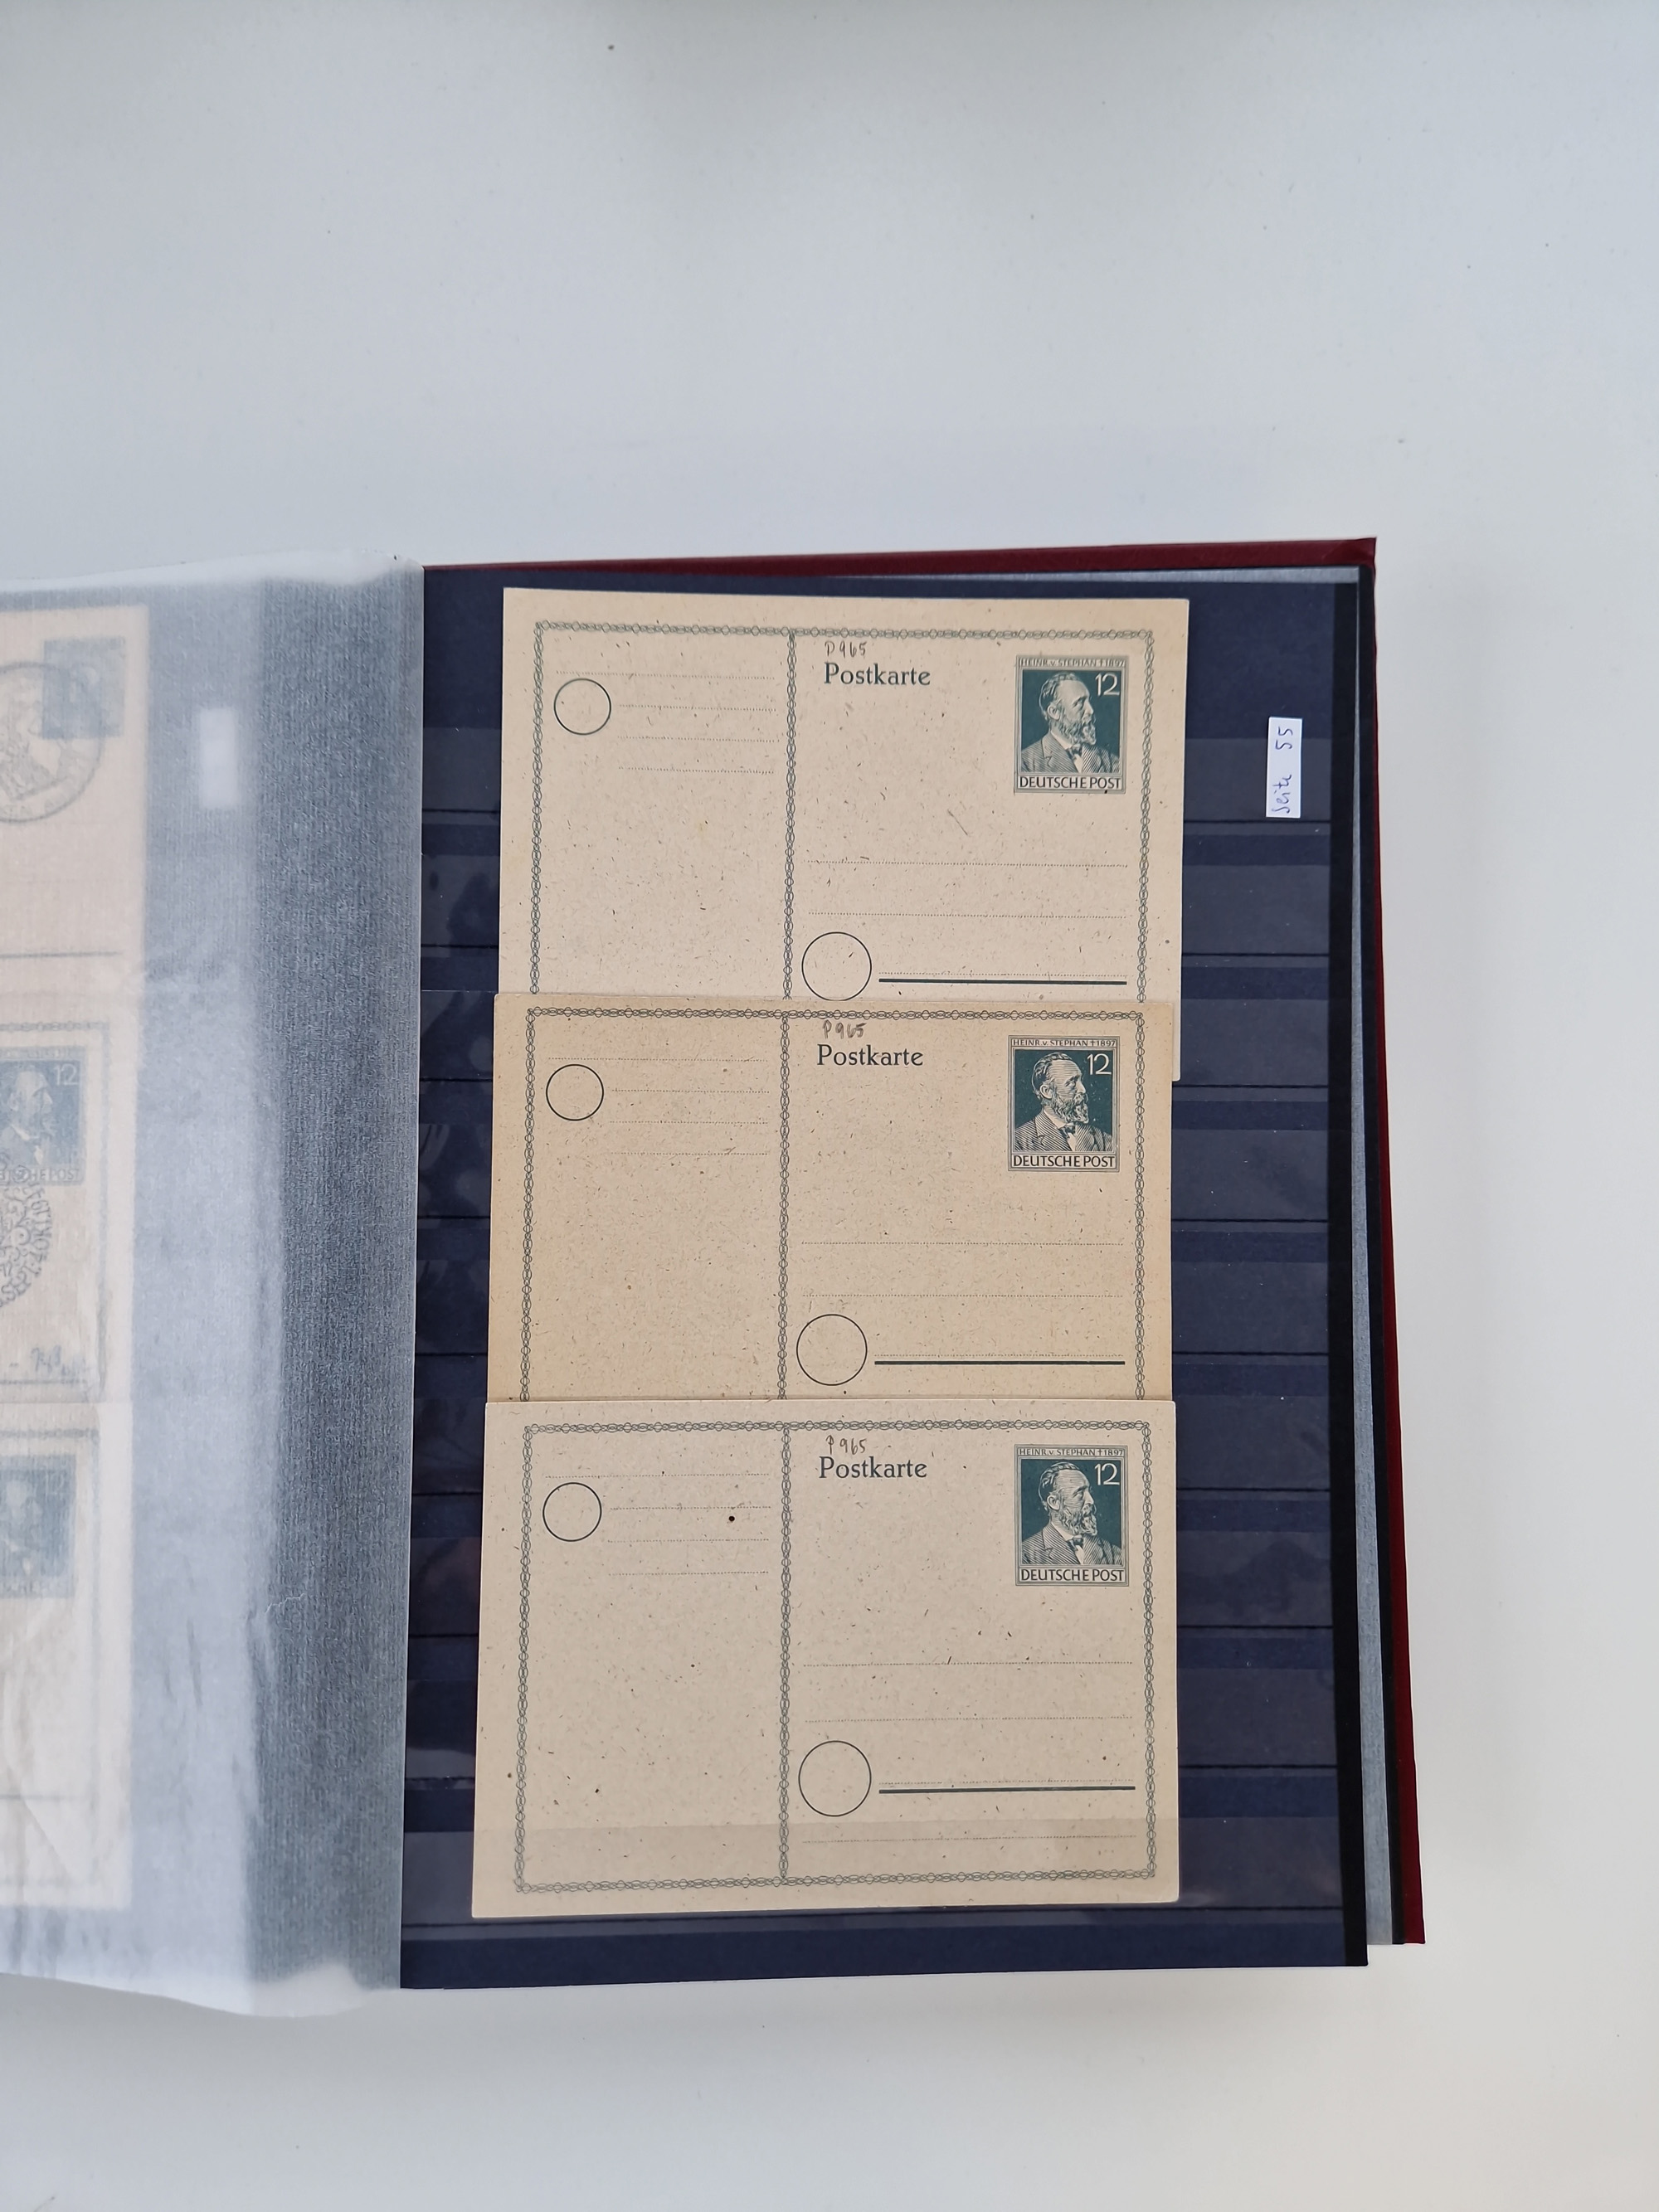 P965
Postkarte
HEINR. v. STEPHAN † 1897
12
DEUTSCHE POST
P965
Postkarte
HEINR. v. STEPHAN † 1897
12
DEUTSCHE POST
P965
Postkarte
HEINR. v. STEPHAN † 1897
12
DEUTSCHE POST
Seite 55
12